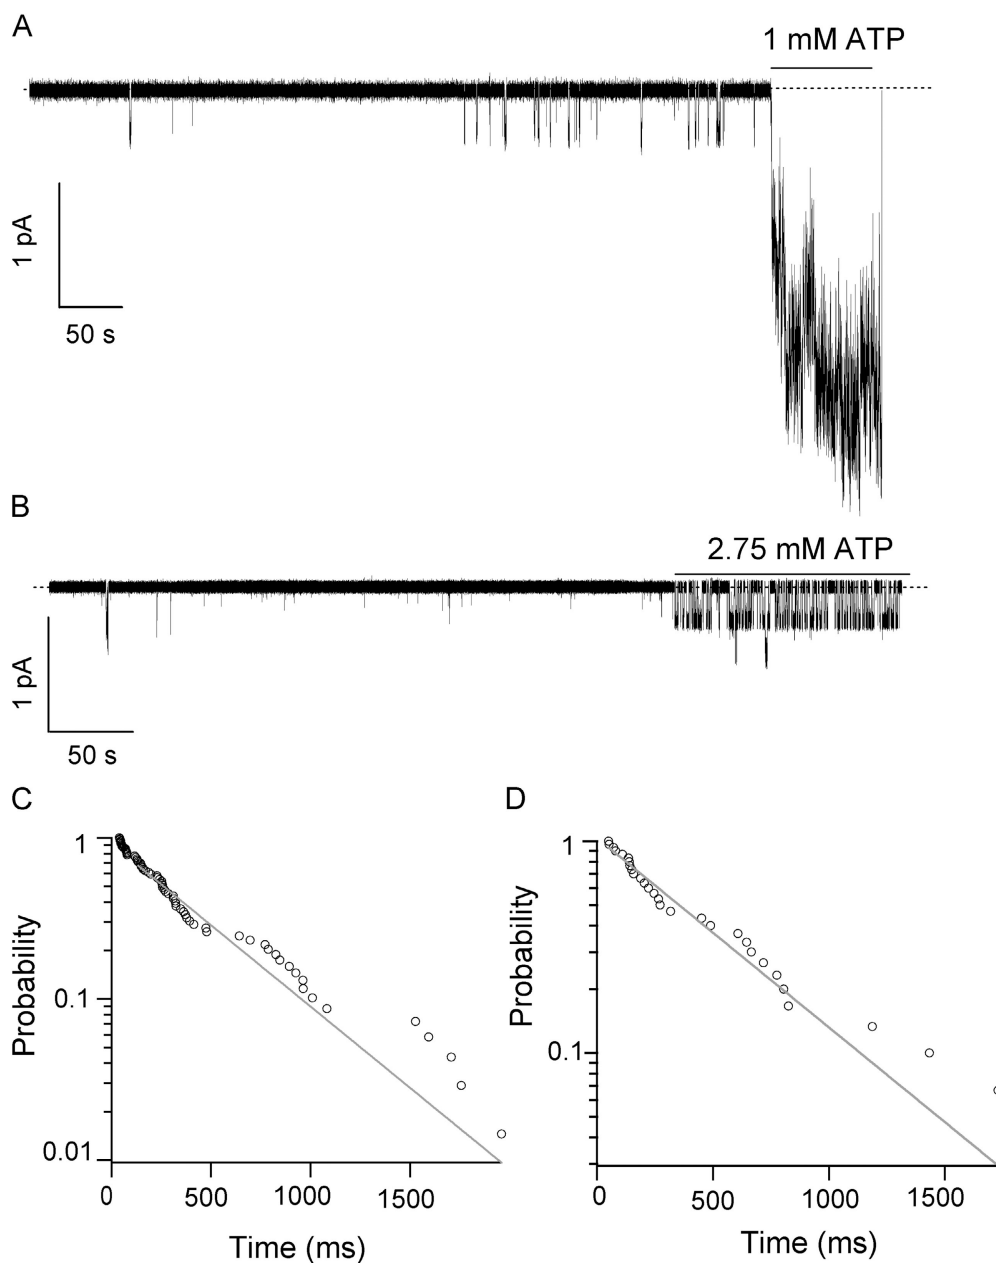 A
1 mM ATP
1 pA
50 s
B
2.75 mM ATP
1 pA
50 s
C
D
1
0.1
0.01
Probability
0
500
1000
1500
Time (ms)
1
0.1
Probability
0
500
1000
1500
Time (ms)